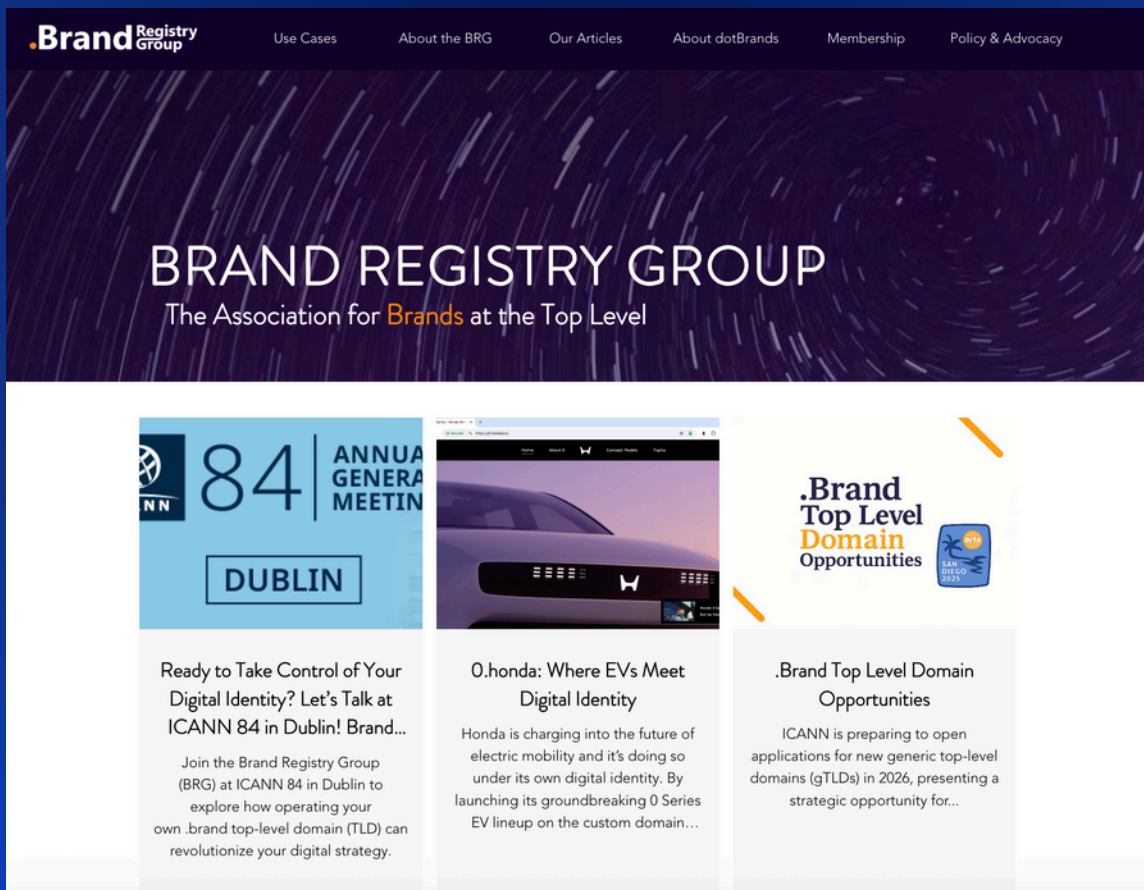 .Brand Registry Group
Use Cases
About the BRG
Our Articles
About dotBrands
Membership
Policy & Advocacy
BRAND REGISTRY GROUP
The Association for Brands at the Top Level
NN
84
ANNUA
GENERA
MEETIN
DUBLIN
Home
About 0
Concept Models
Topics
.Brand
Top Level
Domain
Opportunities
INTA
SAN
DIEGO
2025
Ready to Take Control of Your
Digital Identity? Let’s Talk at
ICANN 84 in Dublin! Brand...
Join the Brand Registry Group
(BRG) at ICANN 84 in Dublin to
explore how operating your
own .brand top-level domain (TLD) can
revolutionize your digital strategy.
0.honda: Where EVs Meet
Digital Identity
Honda is charging into the future of
electric mobility and it’s doing so
under its own digital identity. By
launching its groundbreaking 0 Series
EV lineup on the custom domain…
.Brand Top Level Domain
Opportunities
ICANN is preparing to open
applications for new generic top-level
domains (gTLDs) in 2026, presenting a
strategic opportunity for...